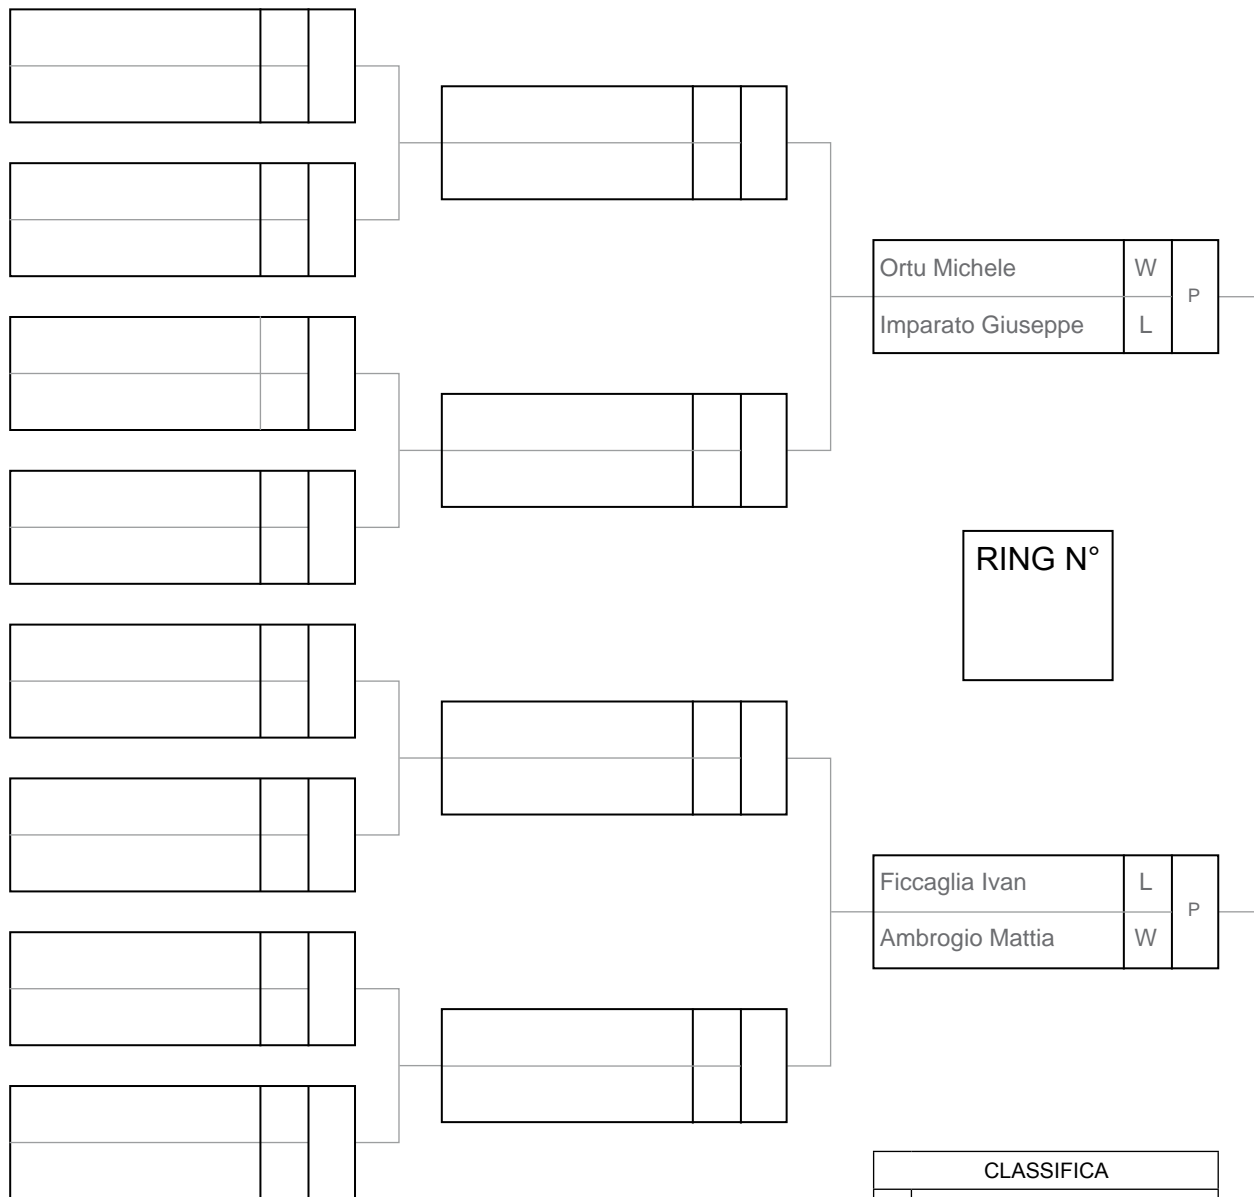 Ortu Michele W
P
Imparato Giuseppe L
RING N°
Ficcaglia Ivan L
P
Ambrogio Mattia W
CLASSIFICA